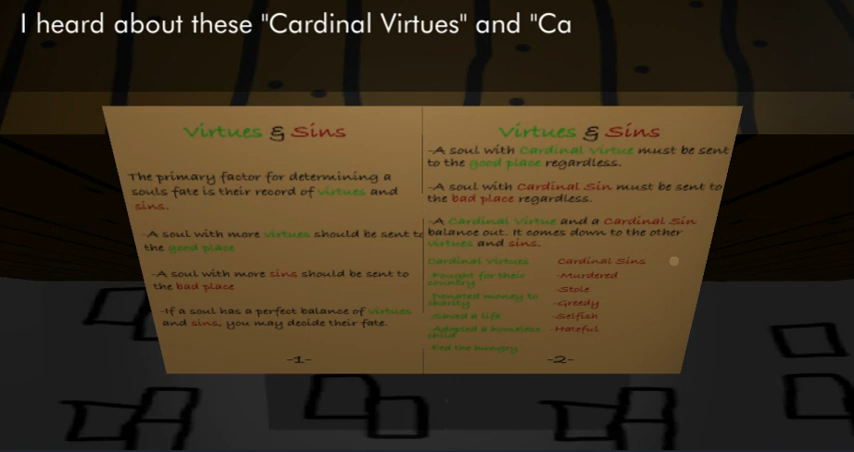 I heard about these "Cardinal Virtues" and "Ca
Virtues & Sins
The primary factor for determining a
souls fate is their record of virtues and
sins.
-A soul with more virtues should be sent to
the good place
-A soul with more sins should be sent to
the bad place
-If a soul has a perfect balance of virtues
and sins, you may decide their fate.
-1-
Virtues & Sins
-A soul with Cardinal Virtue must be sent
to the good place regardless.
-A soul with Cardinal Sin must be sent to
the bad place regardless.
-A Cardinal Virtue and a Cardinal Sin
balance out. It comes down to the other
virtues and sins.
Cardinal Virtues
-Fought for their
country
-Donated money to
charity
-Saved a life
-Adopted a homeless
child
-Fed the hungry
Cardinal Sins
-Murdered
-Stole
-Greedy
-Selfish
-Hateful
-2-